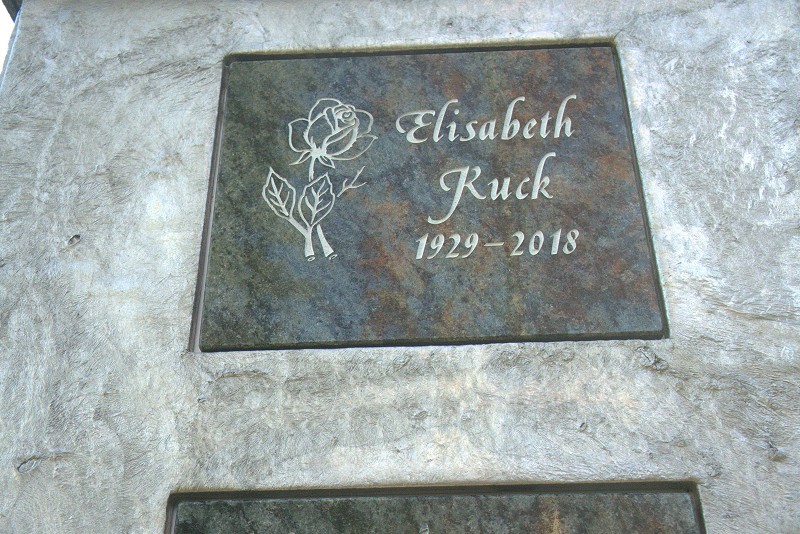 Elisabeth
Ruck
1929 – 2018